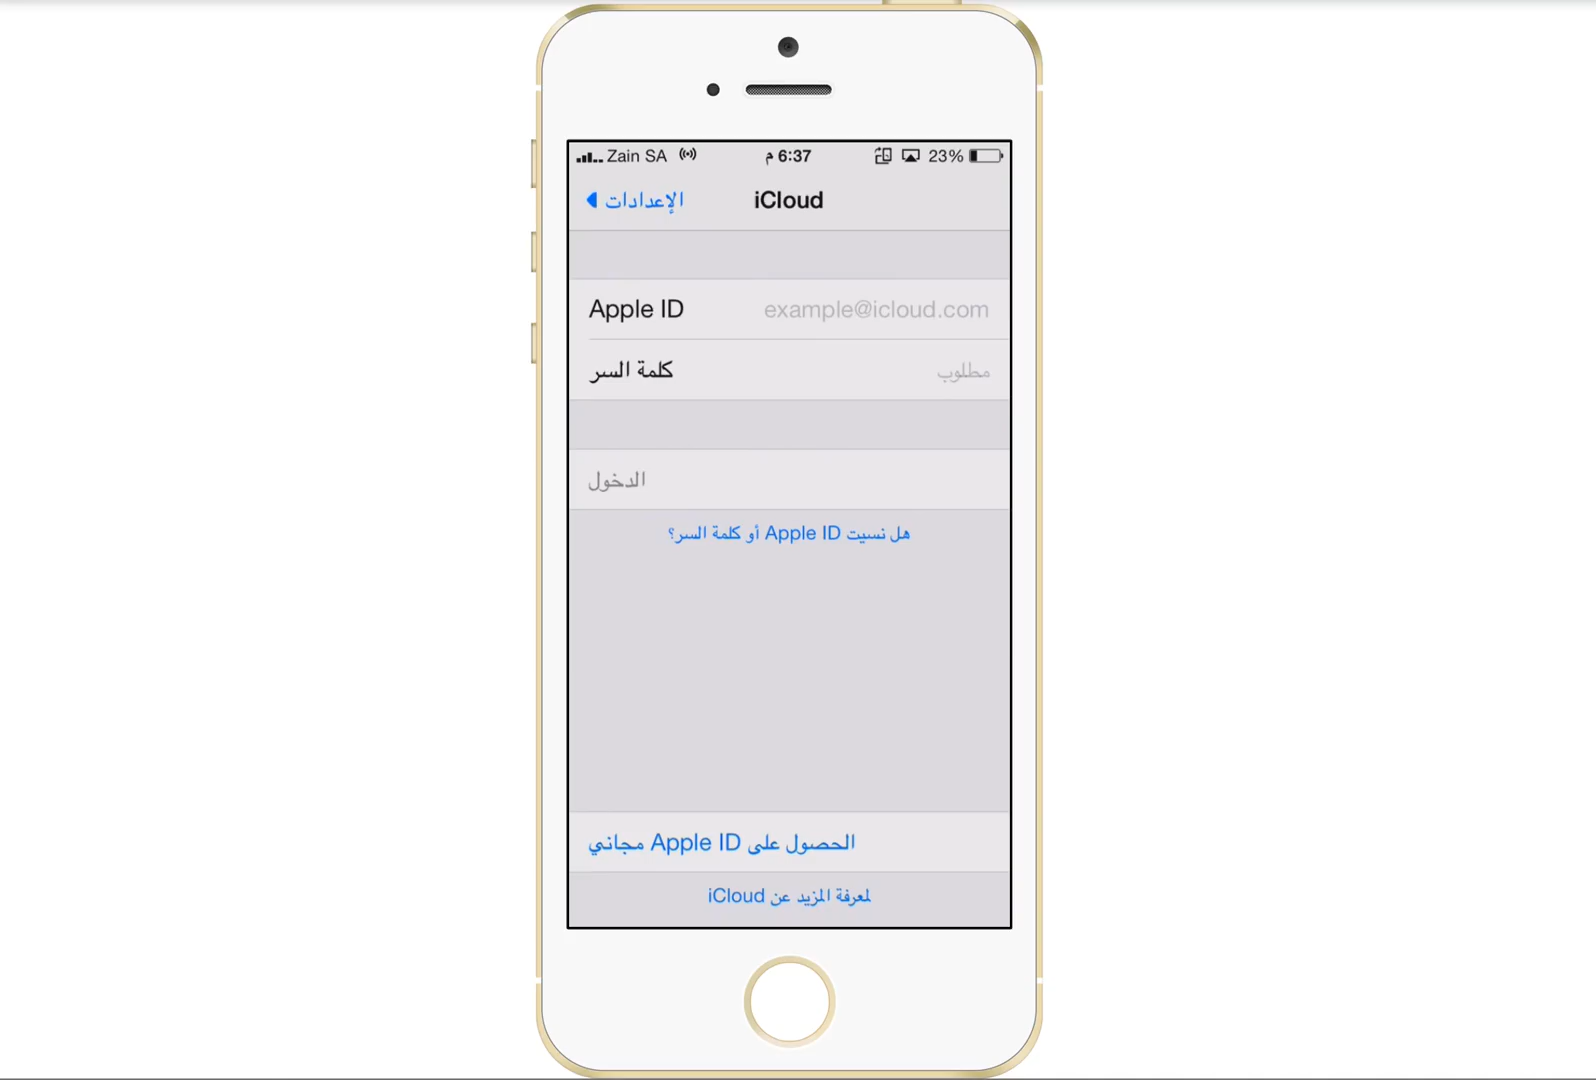 Zain SA 6:37 م 23%
الإعدادات iCloud
Apple ID example@icloud.com
كلمة السر مطلوب
الدخول
هل نسيت Apple ID أو كلمة السر؟
الحصول على Apple ID مجاني
لمعرفة المزيد عن iCloud